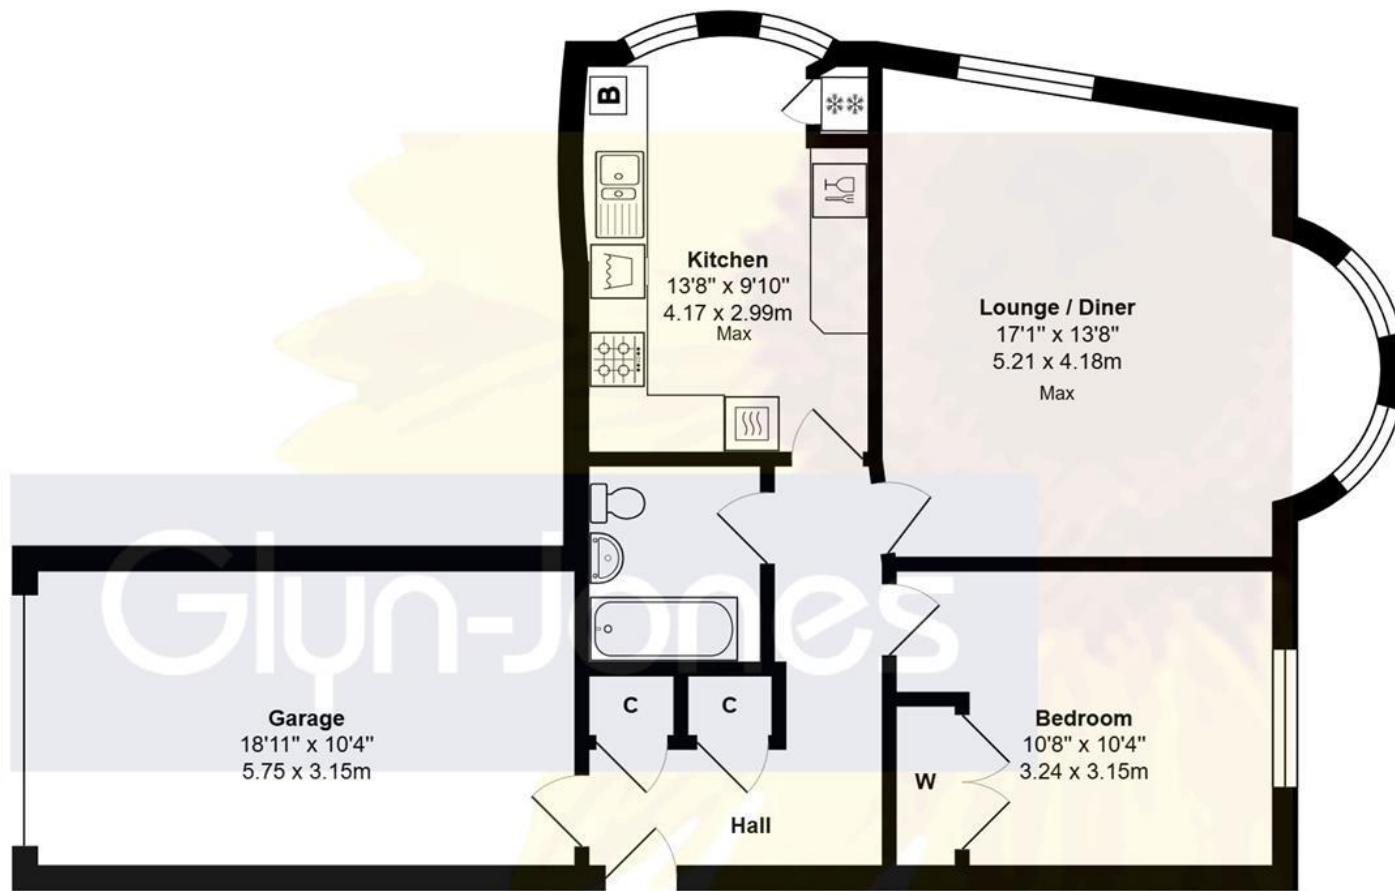 B
Kitchen
13'8" x 9'10"
4.17 x 2.99m
Max
Lounge / Diner
17'1" x 13'8"
5.21 x 4.18m
Max
Glyn-Jones
Garage
18'11" x 10'4"
5.75 x 3.15m
C
C
Hall
W
Bedroom
10'8" x 10'4"
3.24 x 3.15m